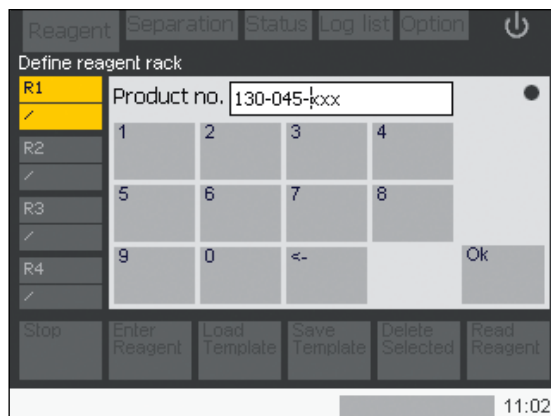 Reagent Separation Status Log list Option
Define reagent rack
R1
/
R2
/
R3
/
R4
/
Product no. 130-045-xxx
1 2 3 4
5 6 7 8
9 0 <- Ok
Stop Enter Reagent Load Template Save Template Delete Selected Read Reagent
11:02